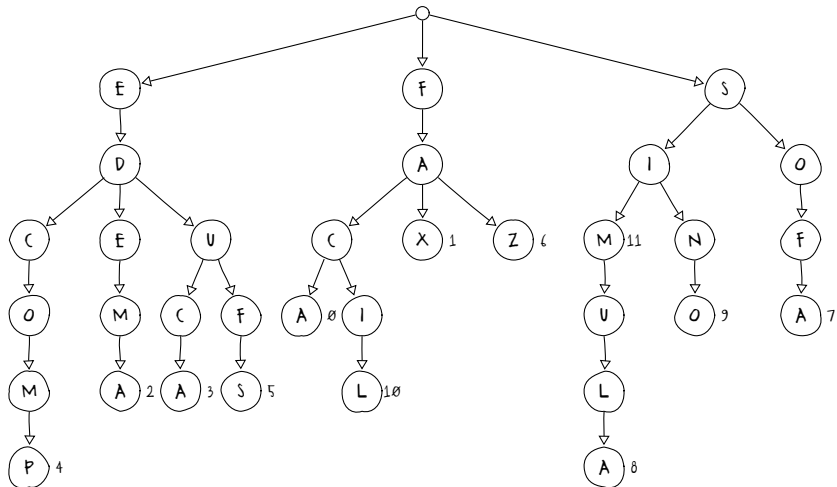 E F S
D A I O
C E U C X 1 Z 6 M 11 N F
O M C F A 0 I U O 9 A 7
M A 2 A 3 S 5 L 10 L
P 4 A 8